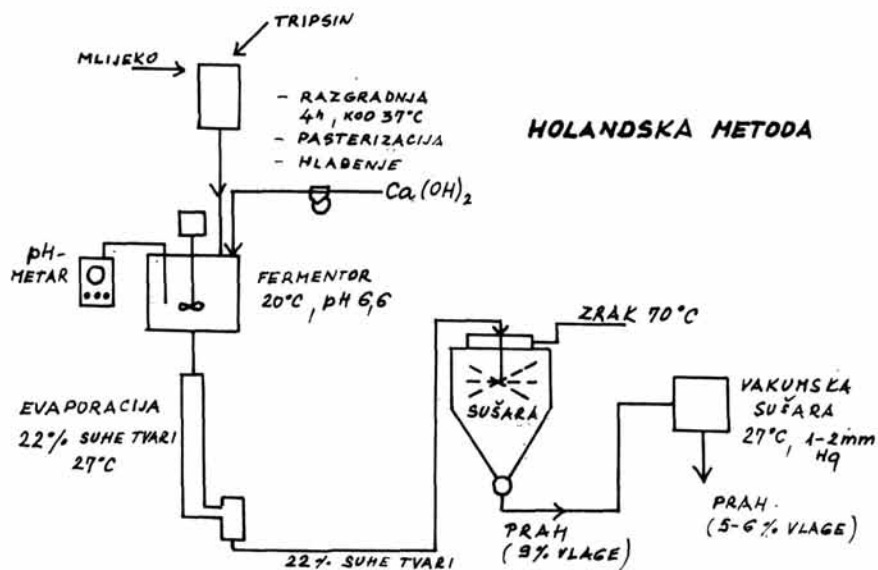 TRIPSIN
MLIJEKO
- RAZGRADNJA
4h, KOD 37°C
- PASTERIZACIJA
- HLAĐENJE
HOLANDSKA METODA
Ca(OH)2
pH-
METAR
FERMENTOR
20°C, pH 6,6
ZRAK 70°C
SUŠARA
VAKUMSKA
SUŠARA
27°C, 1-2mm
Hg
EVAPORACIJA
22% SUHE TVARI
27°C
22% SUHE TVARI
PRAH
(9% VLAGE)
PRAH.
(5-6% VLAGE)